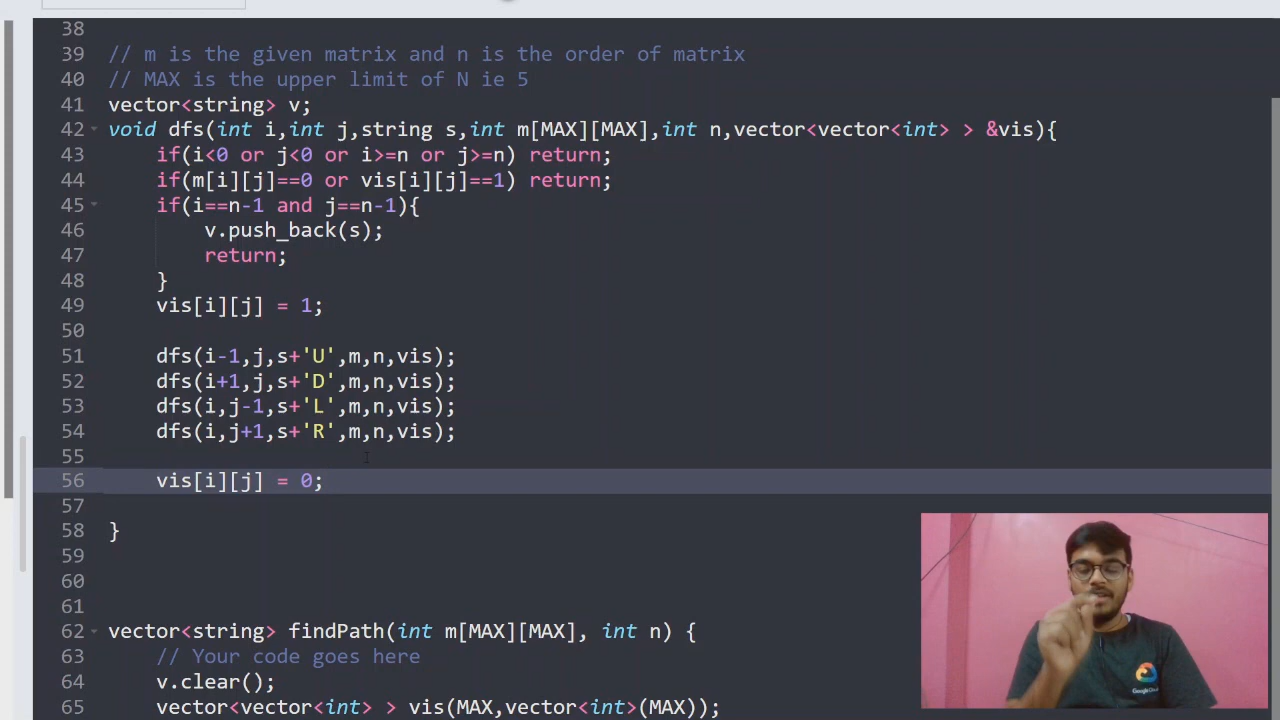 38
39 // m is the given matrix and n is the order of matrix
40 // MAX is the upper limit of N ie 5
41 vector<string> v;
42 void dfs(int i,int j,string s,int m[MAX][MAX],int n,vector<vector<int> > &vis){
43 if(i<0 or j<0 or i>=n or j>=n) return;
44 if(m[i][j]==0 or vis[i][j]==1) return;
45 if(i==n-1 and j==n-1){
46 v.push_back(s);
47 return;
48 }
49 vis[i][j] = 1;
50
51 dfs(i-1,j,s+'U',m,n,vis);
52 dfs(i+1,j,s+'D',m,n,vis);
53 dfs(i,j-1,s+'L',m,n,vis);
54 dfs(i,j+1,s+'R',m,n,vis);
55
56 vis[i][j] = 0;
57
58 }
59
60
61
62 vector<string> findPath(int m[MAX][MAX], int n) {
63 // Your code goes here
64 v.clear();
65 vector<vector<int> > vis(MAX,vector<int>(MAX));
Google Cloud